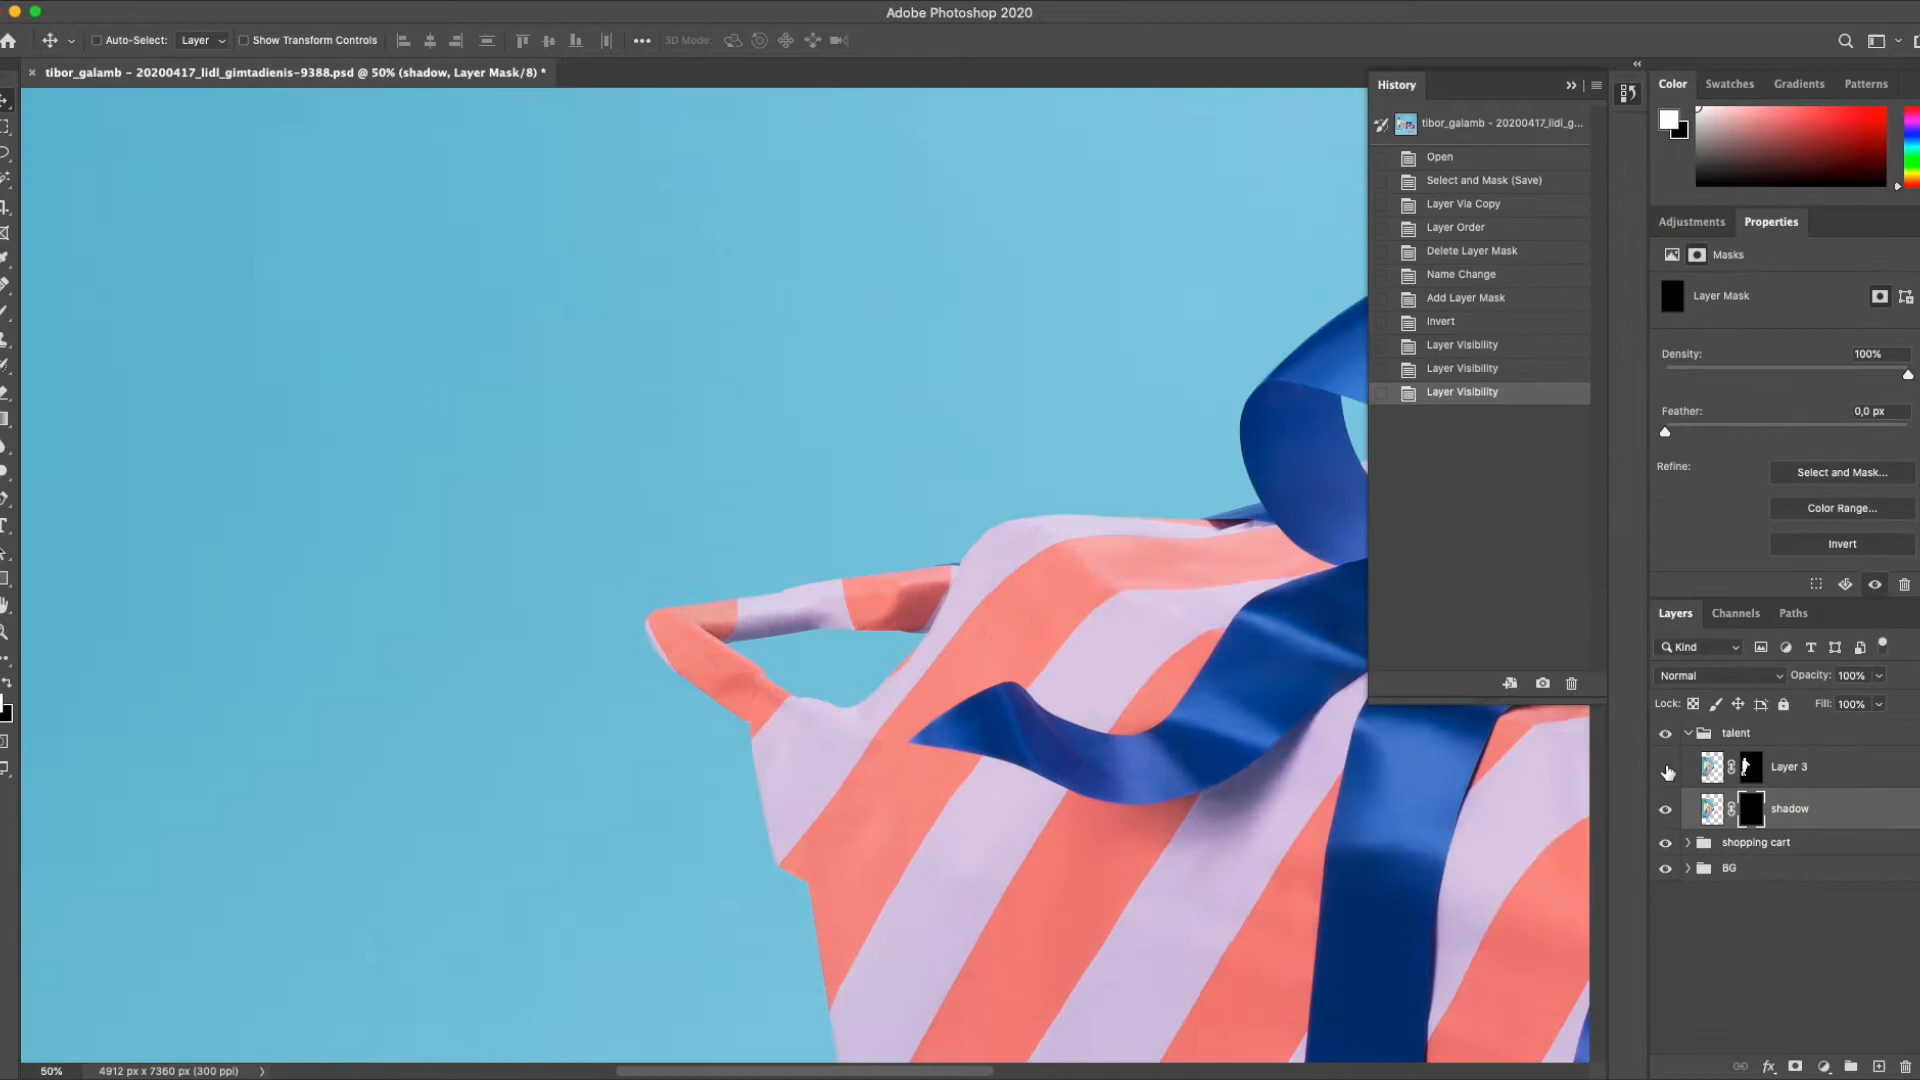 Adobe Photoshop 2020
Auto-Select: Layer Show Transform Controls 3D Mode:
tibor_galamb - 20200417_lidl_gimtadienis-9388.psd @ 50% (shadow, Layer Mask/8) *
History
tibor_galamb - 20200417_lidl_g...
Open
Select and Mask (Save)
Layer Via Copy
Layer Order
Delete Layer Mask
Name Change
Add Layer Mask
Invert
Layer Visibility
Layer Visibility
Layer Visibility
Color Swatches Gradients Patterns
Adjustments Properties
Masks
Layer Mask
Density: 100%
Feather: 0,0 px
Refine: Select and Mask...
Color Range...
Invert
Layers Channels Paths
Kind
Normal Opacity: 100%
Lock: Fill: 100%
talent
Layer 3
shadow
shopping cart
BG
50% 4912 px x 7360 px (300 ppi)